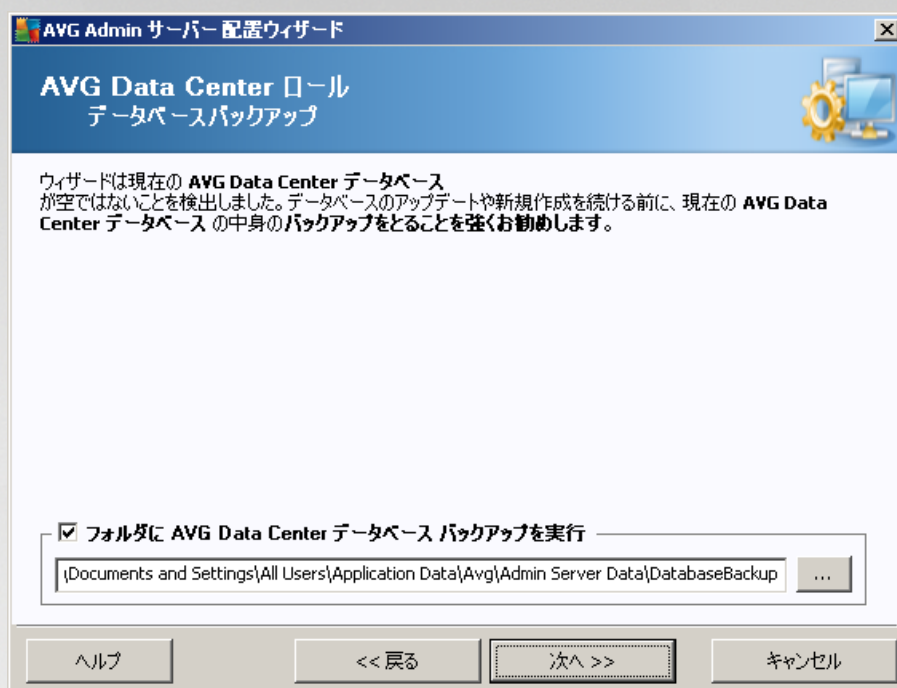 AVG Admin サーバー 配置ウィザード
AVG Data Center ロール
データベースバックアップ
ウィザードは現在の AVG Data Center データベース
が空ではないことを検出しました。データベースのアップデートや新規作成を続ける前に、現在の AVG Data
Center データベース の中身のバックアップをとることを強くお勧めします。
フォルダに AVG Data Center データベース バックアップを実行
\Documents and Settings\All Users\Application Data\Avg\Admin Server Data\DatabaseBackup
...
ヘルプ
<< 戻る
次へ >>
キャンセル